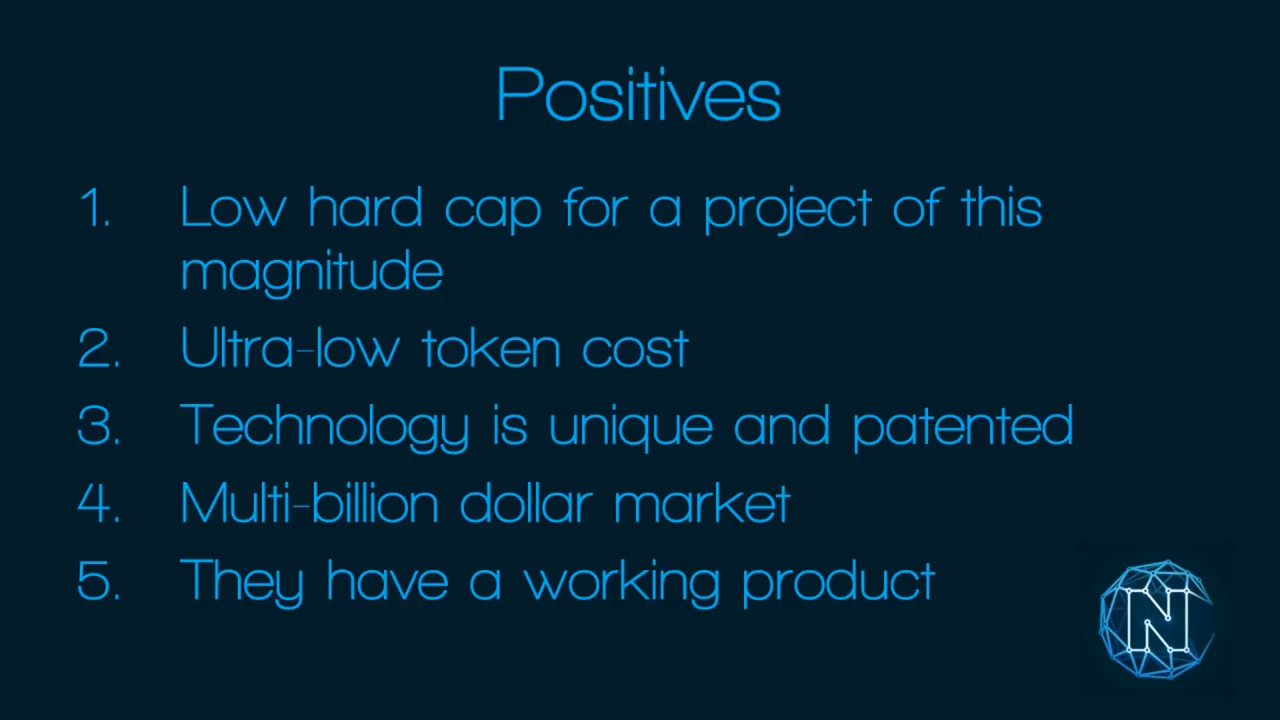 Positives
1. Low hard cap for a project of this
magnitude
2. Ultra-low token cost
3. Technology is unique and patented
4. Multi-billion dollar market
5. They have a working product
N